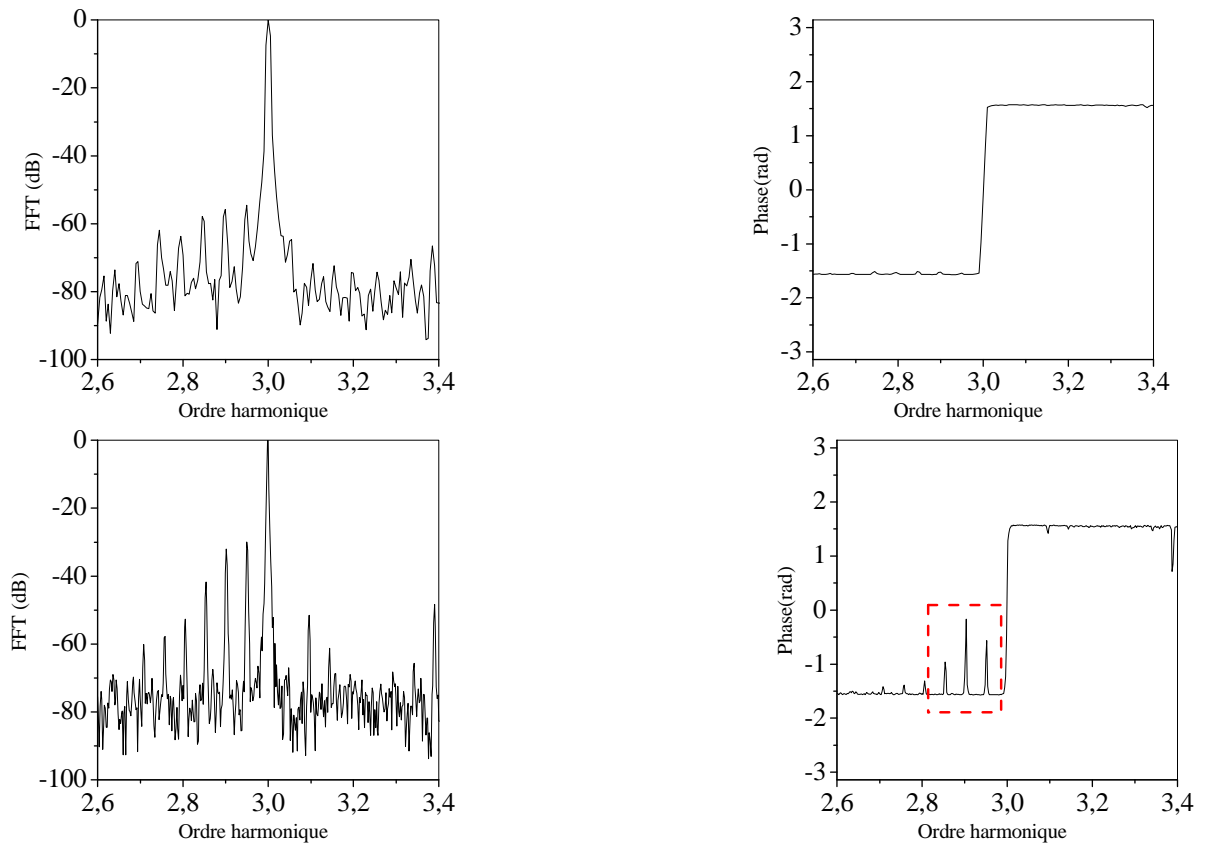 0
-20
-40
-60
-80
-100
FFT (dB)
2,6 2,8 3,0 3,2 3,4
Ordre harmonique
3
2
1
0
-1
-2
-3
Phase(rad)
2,6 2,8 3,0 3,2 3,4
Ordre harmonique
0
-20
-40
-60
-80
-100
FFT (dB)
2,6 2,8 3,0 3,2 3,4
Ordre harmonique
3
2
1
0
-1
-2
-3
Phase(rad)
2,6 2,8 3,0 3,2 3,4
Ordre harmonique